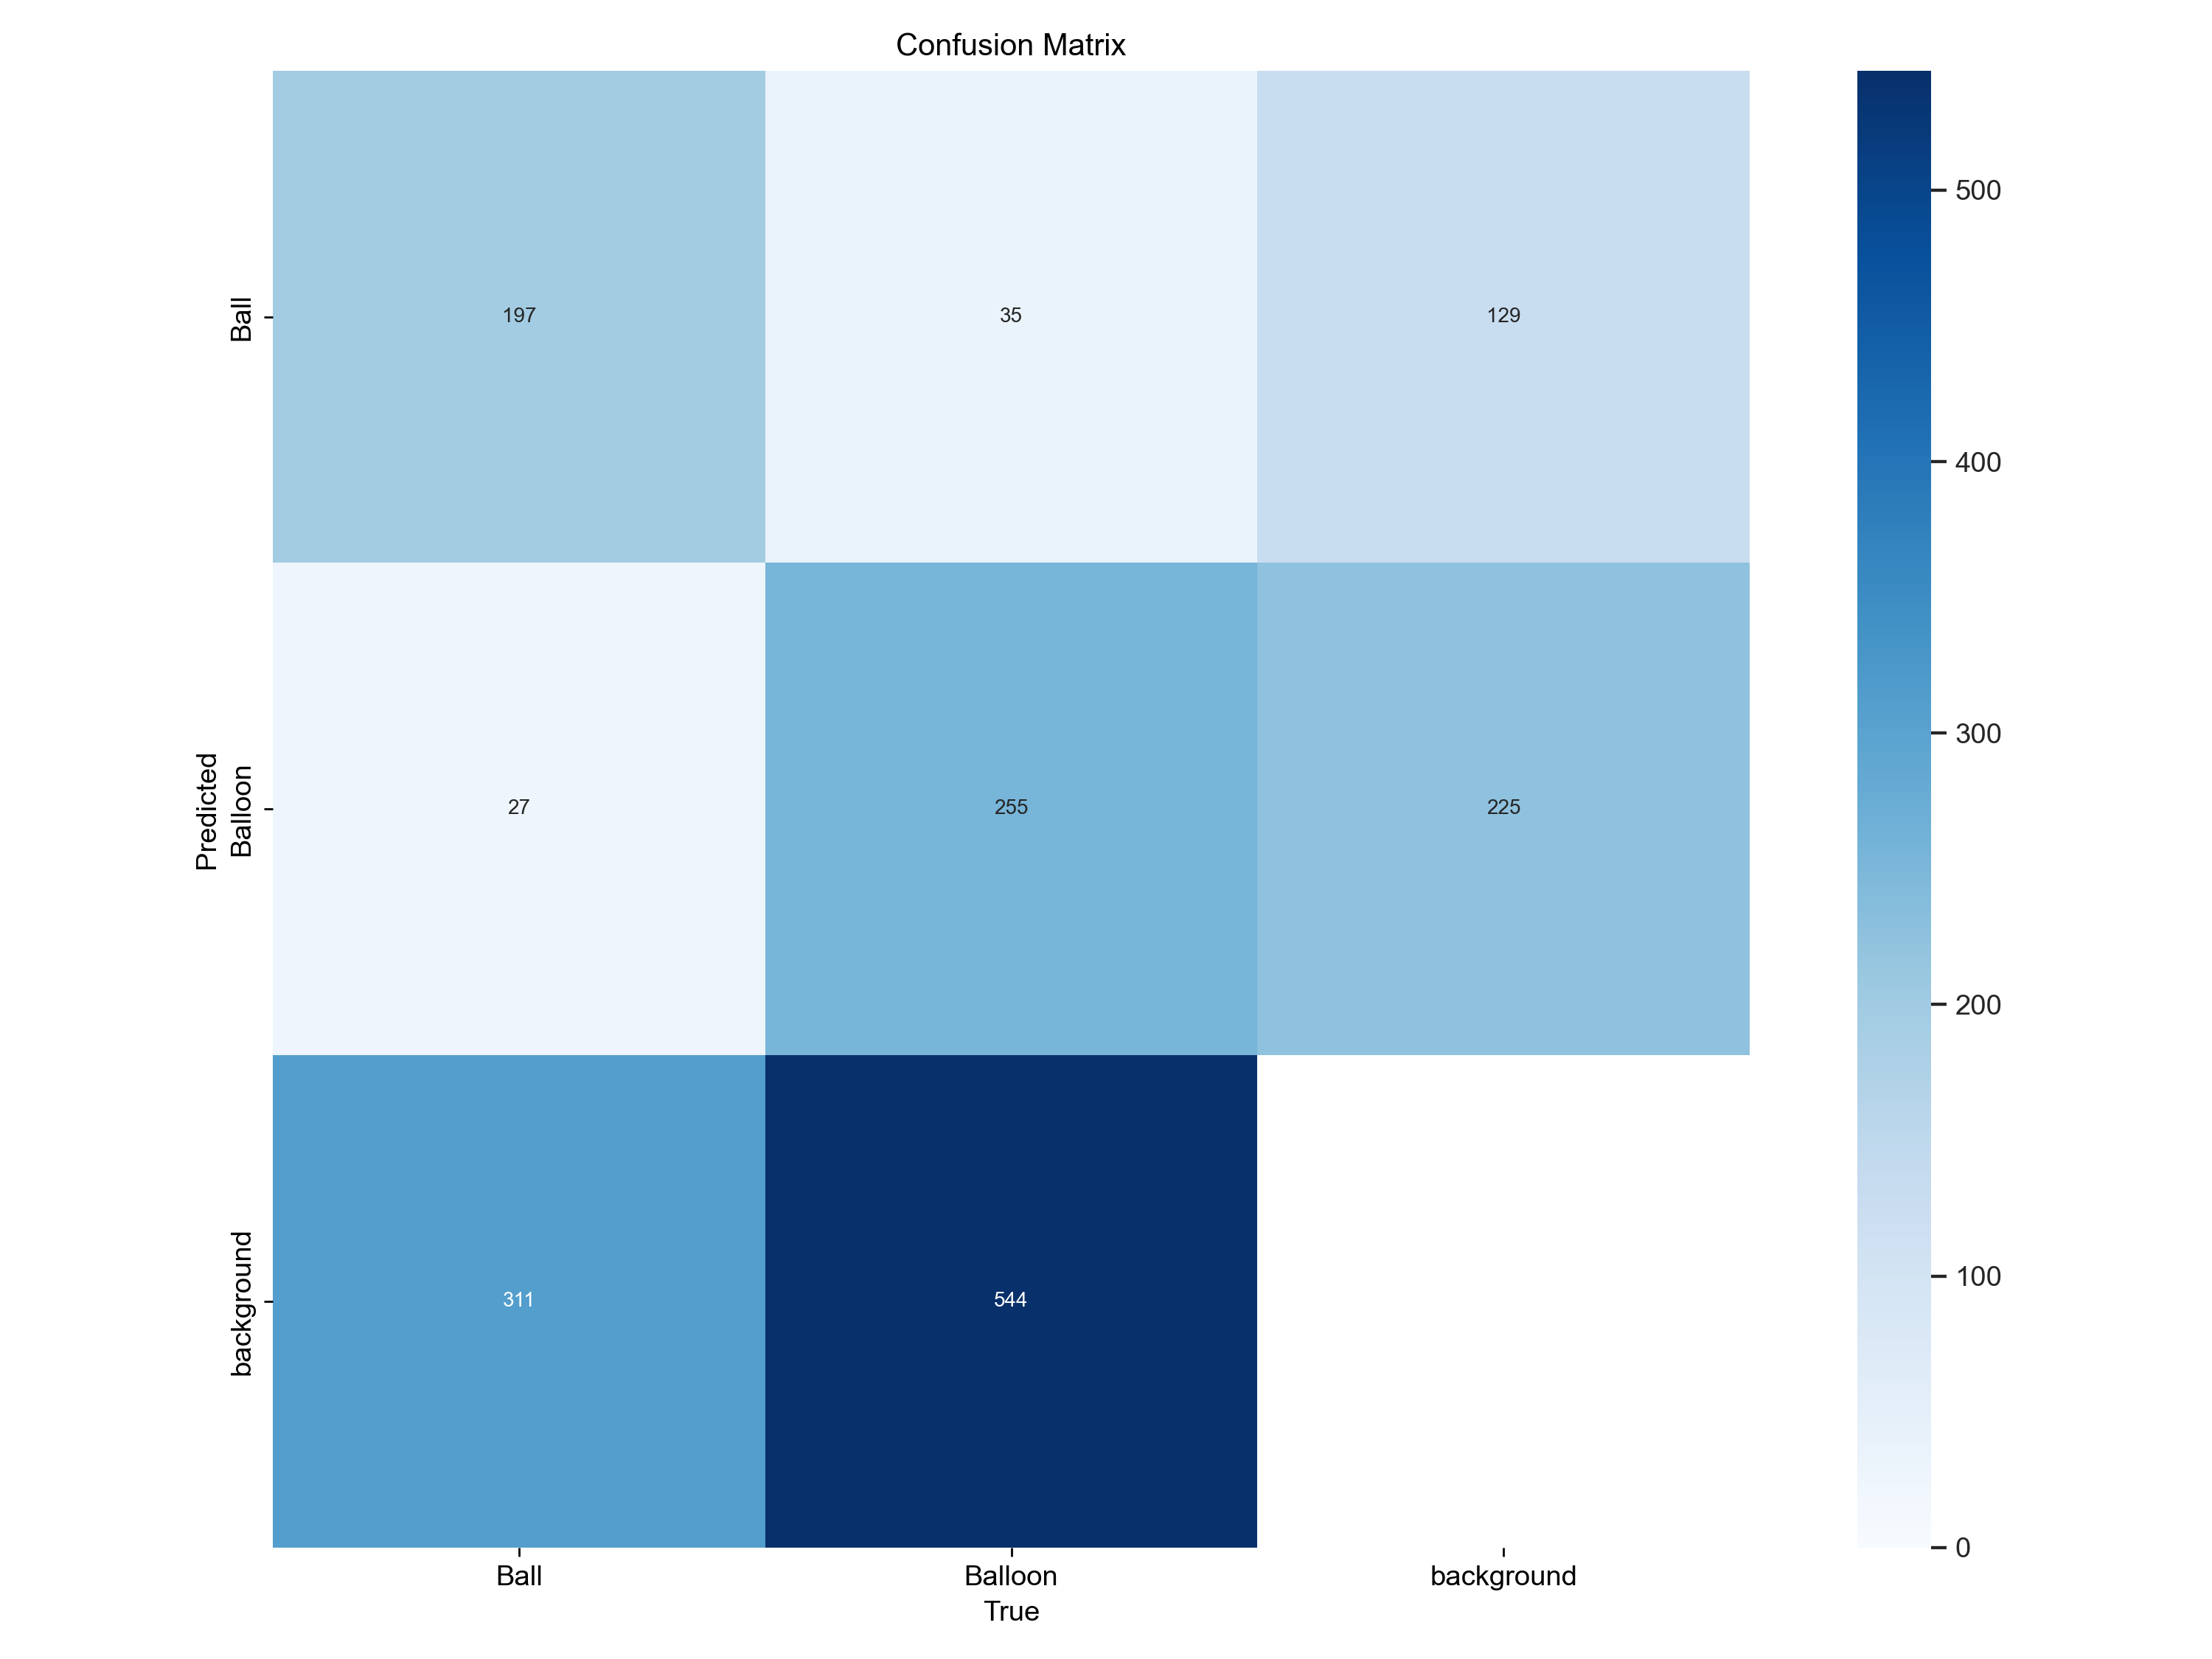 Confusion Matrix
Ball
197
35
129
Predicted
Balloon
27
255
225
background
311
544
Ball
Balloon
background
True
500
400
300
200
100
0